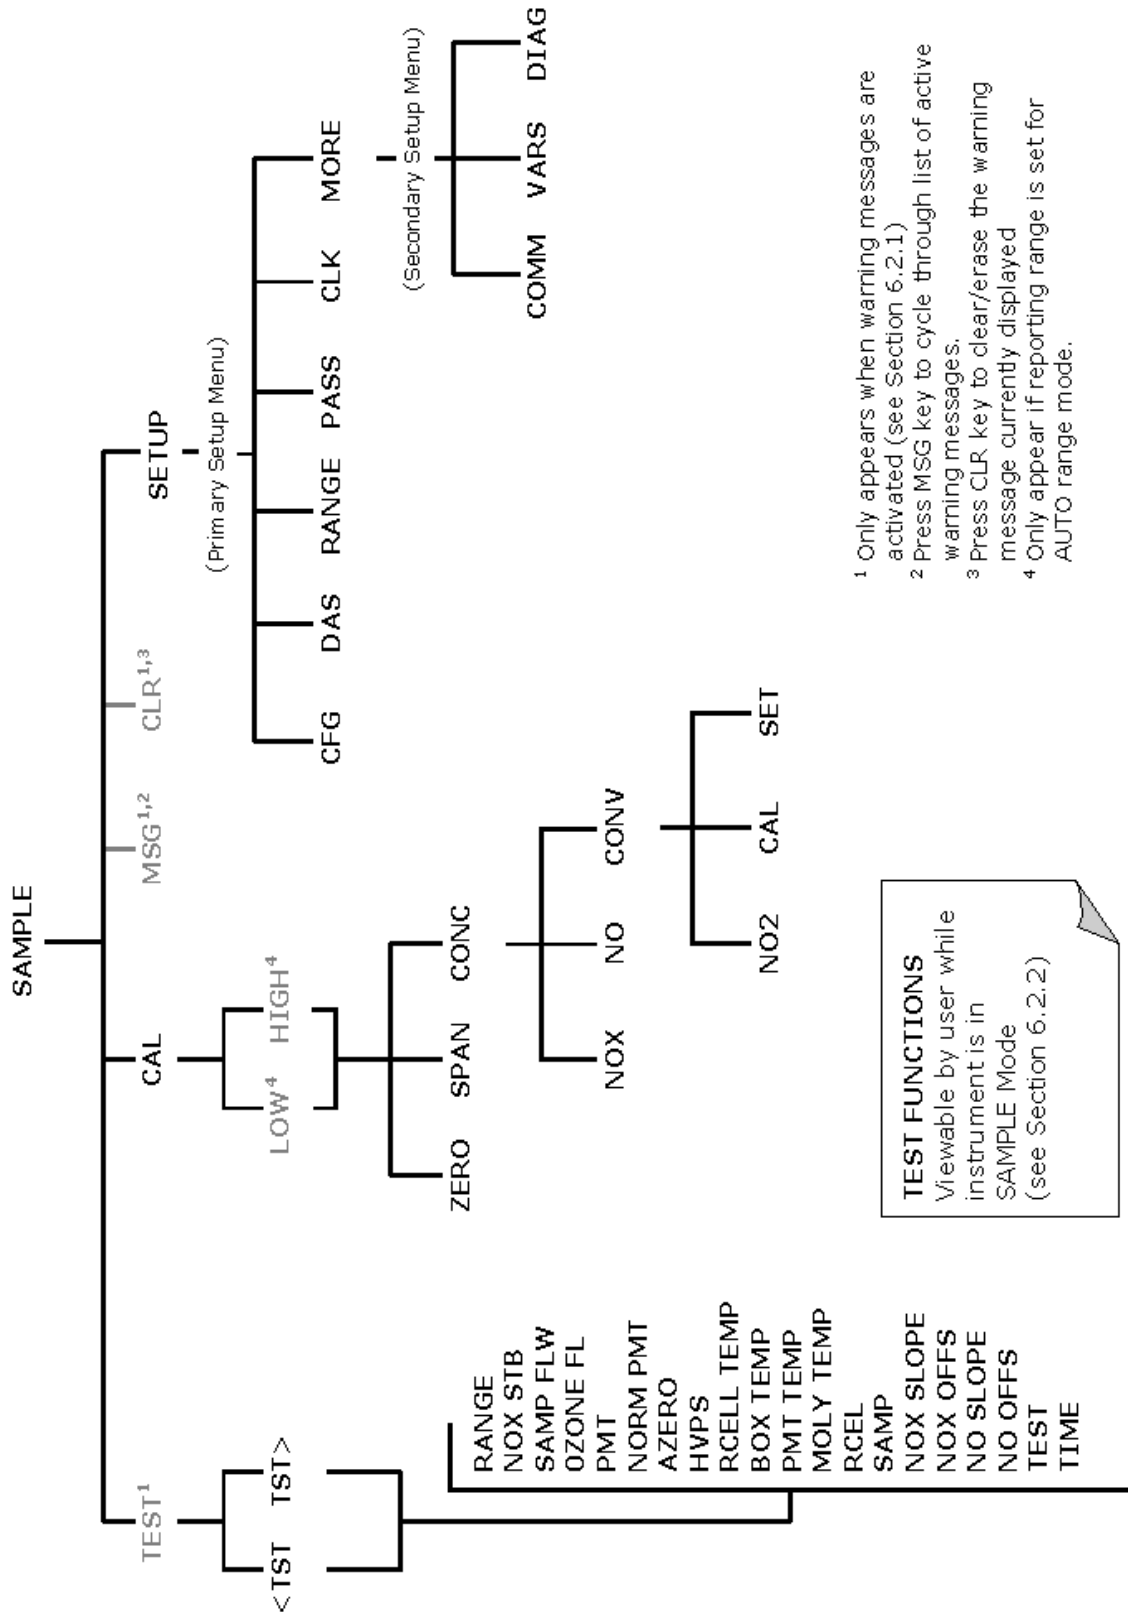 SAMPLE
TEST¹ CAL MSG¹,² CLR¹,³ SETUP
(Primary Setup Menu)
<TST TST> LOW⁴ HIGH⁴
CFG DAS RANGE PASS CLK MORE
(Secondary Setup Menu)
ZERO SPAN CONC
COMM VARS DIAG
NOX NO CONV
NO2 CAL SET
RANGE
NOX STB
SAMP FLW
OZONE FL
PMT
NORM PMT
AZERO
HVPS
RCELL TEMP
BOX TEMP
PMT TEMP
MOLY TEMP
RCEL
SAMP
NOX SLOPE
NOX OFFS
NO SLOPE
NO OFFS
TEST
TIME
TEST FUNCTIONS
Viewable by user while
instrument is in
SAMPLE Mode
(see Section 6.2.2)
¹ Only appears when warning messages are
activated (see Section 6.2.1)
² Press MSG key to cycle through list of active
warning messages.
³ Press CLR key to clear/erase the warning
message currently displayed
⁴ Only appear if reporting range is set for
AUTO range mode.